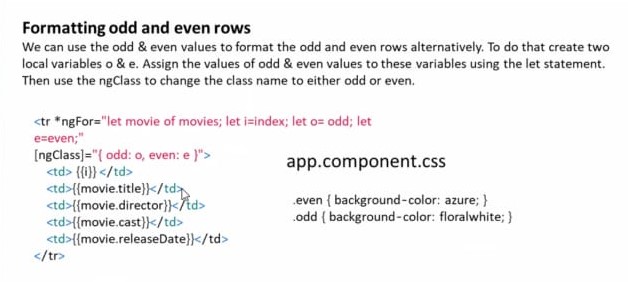 Formatting odd and even rows
We can use the odd & even values to format the odd and even rows alternatively. To do that create two
local variables o & e. Assign the values of odd & even values to these variables using the let statement.
Then use the ngClass to change the class name to either odd or even.
<tr *ngFor="let movie of movies; let i=index; let o= odd; let
e=even;"
[ngClass]="{ odd: o, even: e }">
<td> {{i}} </td>
<td>{{movie.title}}</td>
<td>{{movie.director}}</td>
<td>{{movie.cast}}</td>
<td>{{movie.releaseDate}}</td>
</tr>
app.component.css
.even { background-color: azure; }
.odd { background-color: floralwhite; }